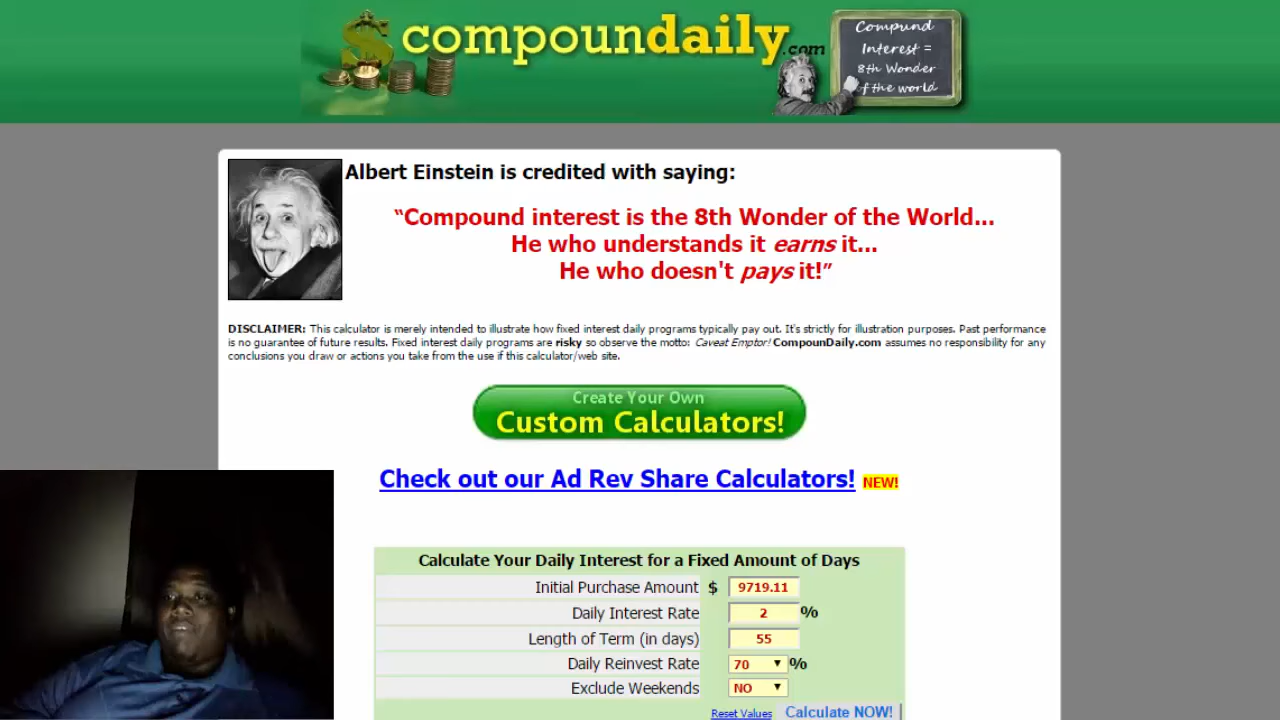 compoundaily.com
Compund
Interest =
8th Wonder
of the world
Albert Einstein is credited with saying:
“Compound interest is the 8th Wonder of the World...
He who understands it earns it...
He who doesn't pays it!”
DISCLAIMER: This calculator is merely intended to illustrate how fixed interest daily programs typically pay out. It's strictly for illustration purposes. Past performance
is no guarantee of future results. Fixed interest daily programs are risky so observe the motto: Caveat Emptor! CompounDaily.com assumes no responsibility for any
conclusions you draw or actions you take from the use if this calculator/web site.
Create Your Own
Custom Calculators!
Check out our Ad Rev Share Calculators! NEW!
Calculate Your Daily Interest for a Fixed Amount of Days
Initial Purchase Amount $ 9719.11
Daily Interest Rate 2 %
Length of Term (in days) 55
Daily Reinvest Rate 70 %
Exclude Weekends NO
Reset Values Calculate NOW!